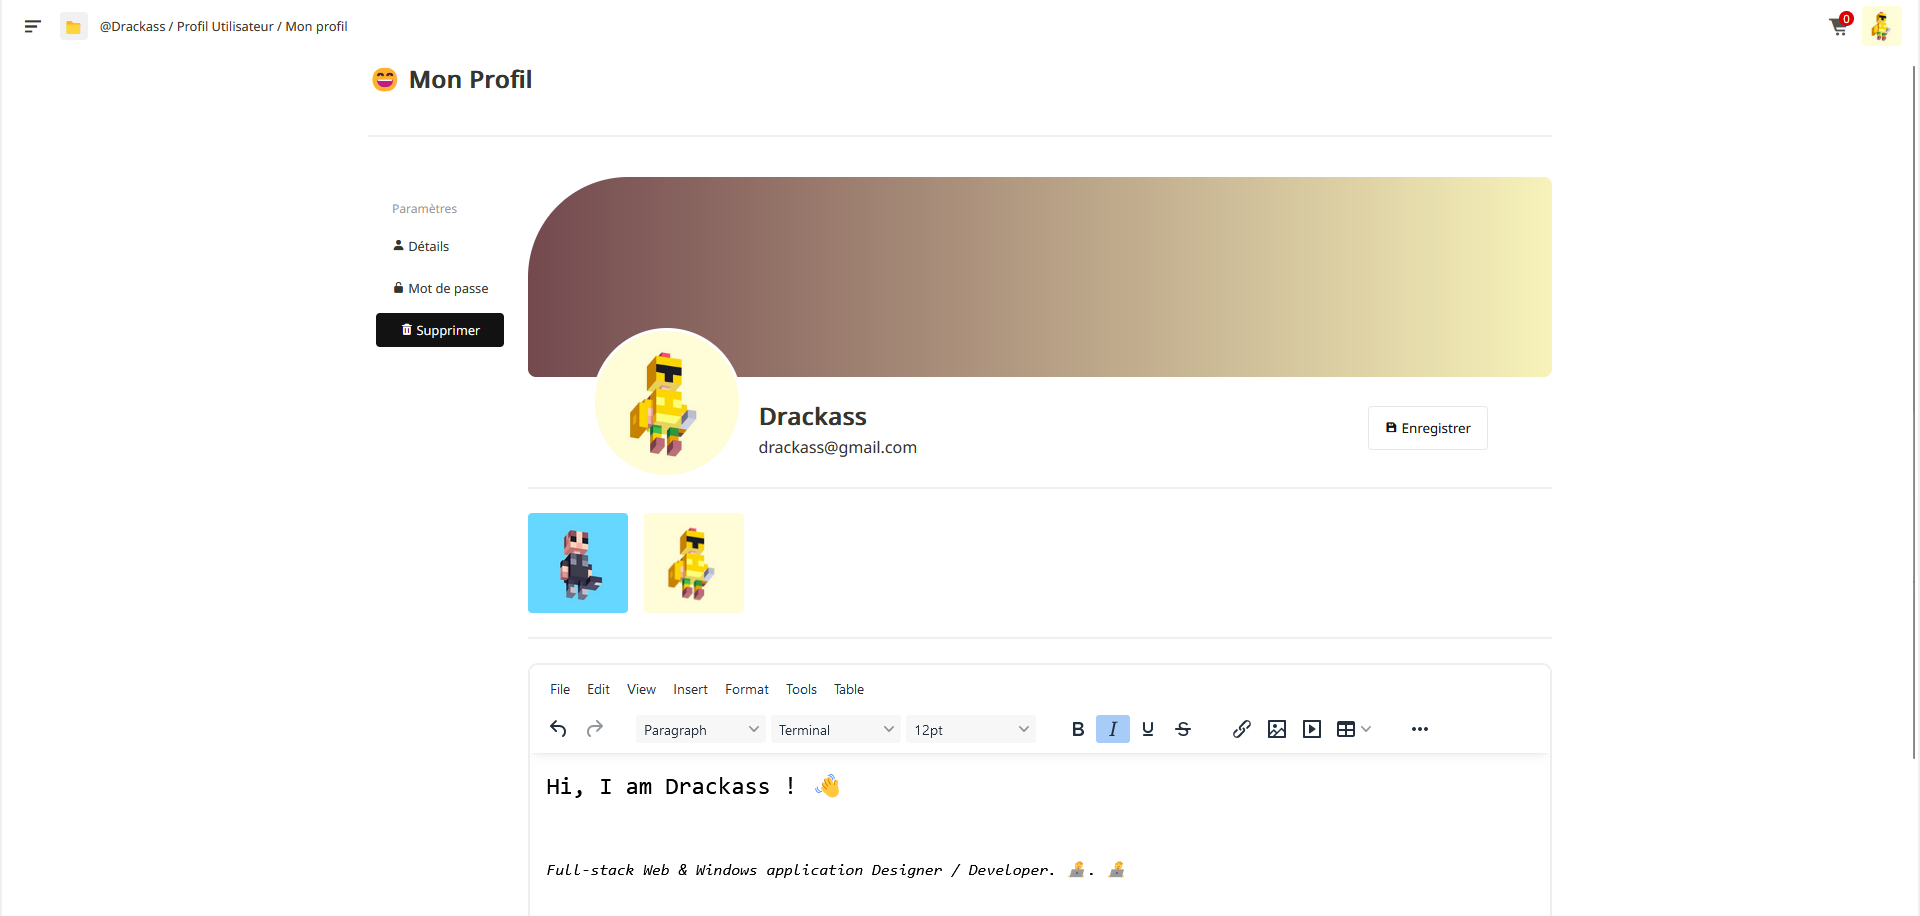 @Drackass / Profil Utilisateur / Mon profil
0
😄 Mon Profil
Paramètres
Détails
Mot de passe
Supprimer
Drackass
drackass@gmail.com
Enregistrer
File Edit View Insert Format Tools Table
Paragraph Terminal 12pt B I U S
Hi, I am Drackass ! 👋
Full-stack Web & Windows application Designer / Developer. 🧑‍💻. 🧑‍💻